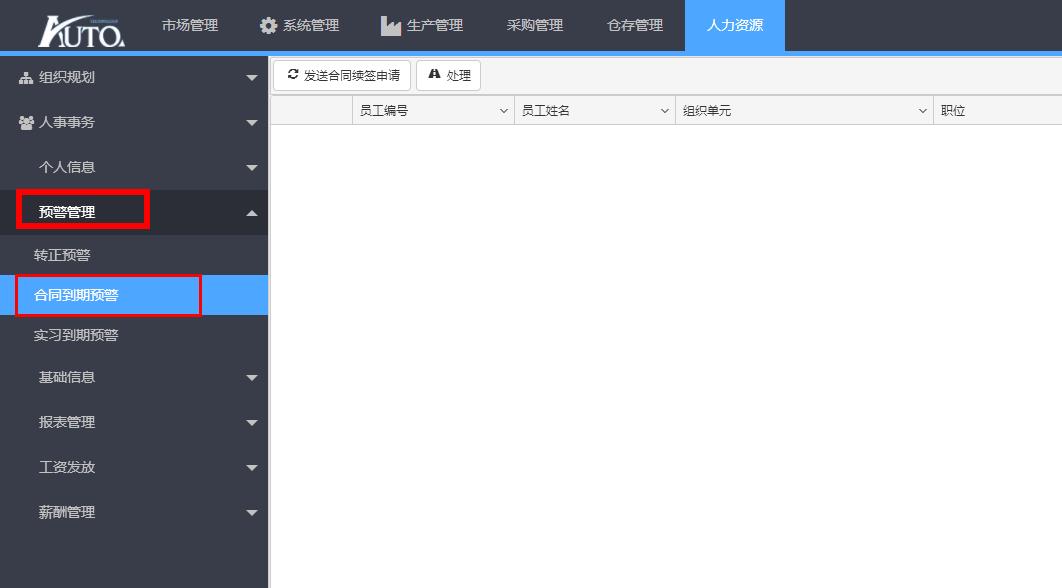 AUTO.
市场管理
系统管理
生产管理
采购管理
仓存管理
人力资源
组织规划
人事事务
个人信息
预警管理
转正预警
合同到期预警
实习到期预警
基础信息
报表管理
工资发放
薪酬管理
发送合同续签申请
处理
员工编号
员工姓名
组织单元
职位